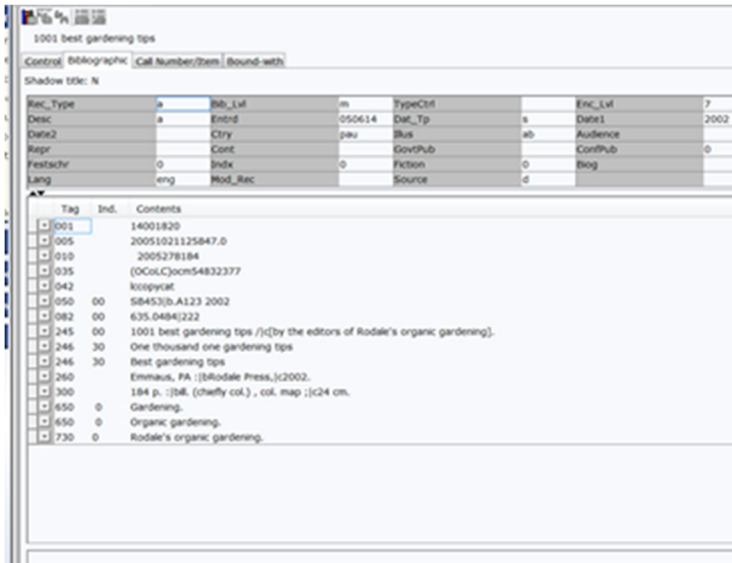 1001 best gardening tips
Control Bibliographic Call Number/Item Bound-with
Shadow title: N
Rec_Type a Bib_Lvl m TypeCtrl Enc_Lvl 7
Desc a Entrd 050614 Dat_Tp s Date1 2002
Date2 Ctry pau Illus ab Audience
Repr Cont GovtPub ConfPub 0
Festschr 0 Indx 0 Fiction 0 Biog
Lang eng Mod_Rec Source d
Tag Ind. Contents
001 14001820
005 20051021125847.0
010 2005278184
035 (OCoLC)ocm54832377
042 lccopycat
050 00 SB453|b.A123 2002
082 00 635.0484|222
245 00 1001 best gardening tips /|c[by the editors of Rodale's organic gardening].
246 30 One thousand one gardening tips
246 30 Best gardening tips
260 Emmaus, PA :|bRodale Press,|c2002.
300 184 p. :|bill. (chiefly col.) , col. map ;|c24 cm.
650 0 Gardening.
650 0 Organic gardening.
730 0 Rodale's organic gardening.